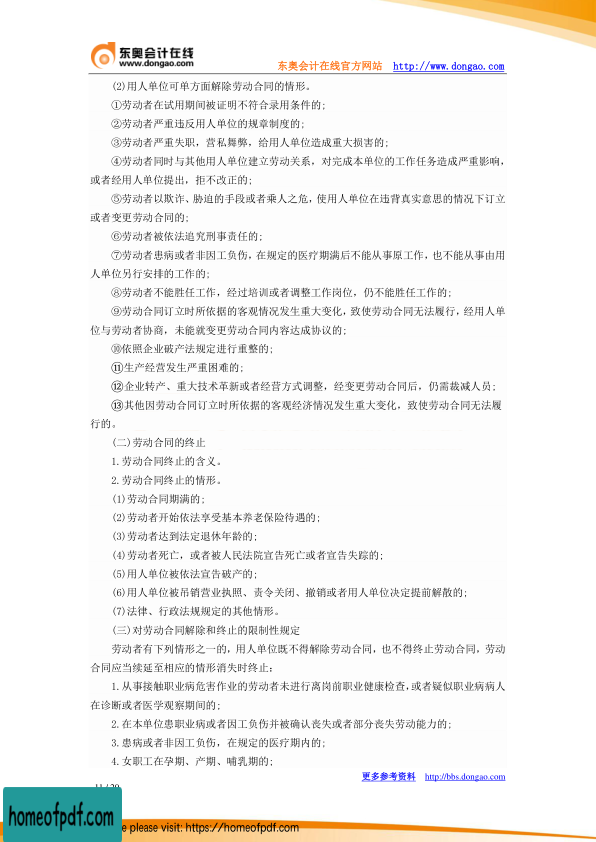 东奥会计在线
www.dongao.com
东奥会计在线官方网站 http://www.dongao.com
(2)用人单位可单方面解除劳动合同的情形。
①劳动者在试用期间被证明不符合录用条件的;
②劳动者严重违反用人单位的规章制度的;
③劳动者严重失职，营私舞弊，给用人单位造成重大损害的;
④劳动者同时与其他用人单位建立劳动关系，对完成本单位的工作任务造成严重影响，
或者经用人单位提出，拒不改正的;
⑤劳动者以欺诈、胁迫的手段或者乘人之危，使用人单位在违背真实意思的情况下订立
或者变更劳动合同的;
⑥劳动者被依法追究刑事责任的;
⑦劳动者患病或者非因工负伤，在规定的医疗期满后不能从事原工作，也不能从事由用
人单位另行安排的工作的;
⑧劳动者不能胜任工作，经过培训或者调整工作岗位，仍不能胜任工作的;
⑨劳动合同订立时所依据的客观情况发生重大变化，致使劳动合同无法履行，经用人单
位与劳动者协商，未能就变更劳动合同内容达成协议的;
⑩依照企业破产法规定进行重整的;
⑪生产经营发生严重困难的;
⑫企业转产、重大技术革新或者经营方式调整，经变更劳动合同后，仍需裁减人员;
⑬其他因劳动合同订立时所依据的客观经济情况发生重大变化，致使劳动合同无法履
行的。
(二)劳动合同的终止
1.劳动合同终止的含义。
2.劳动合同终止的情形。
(1)劳动合同期满的;
(2)劳动者开始依法享受基本养老保险待遇的;
(3)劳动者达到法定退休年龄的;
(4)劳动者死亡，或者被人民法院宣告死亡或者宣告失踪的;
(5)用人单位被依法宣告破产的;
(6)用人单位被吊销营业执照、责令关闭、撤销或者用人单位决定提前解散的;
(7)法律、行政法规规定的其他情形。
(三)对劳动合同解除和终止的限制性规定
劳动者有下列情形之一的，用人单位既不得解除劳动合同，也不得终止劳动合同，劳动
合同应当续延至相应的情形消失时终止:
1.从事接触职业病危害作业的劳动者未进行离岗前职业健康检查，或者疑似职业病病人
在诊断或者医学观察期间的;
2.在本单位患职业病或者因工负伤并被确认丧失或者部分丧失劳动能力的;
3.患病或者非因工负伤，在规定的医疗期内的;
4.女职工在孕期、产期、哺乳期的;
更多参考资料 http://bbs.dongao.com
homeofpdf.com
e please visit: https://homeofpdf.com